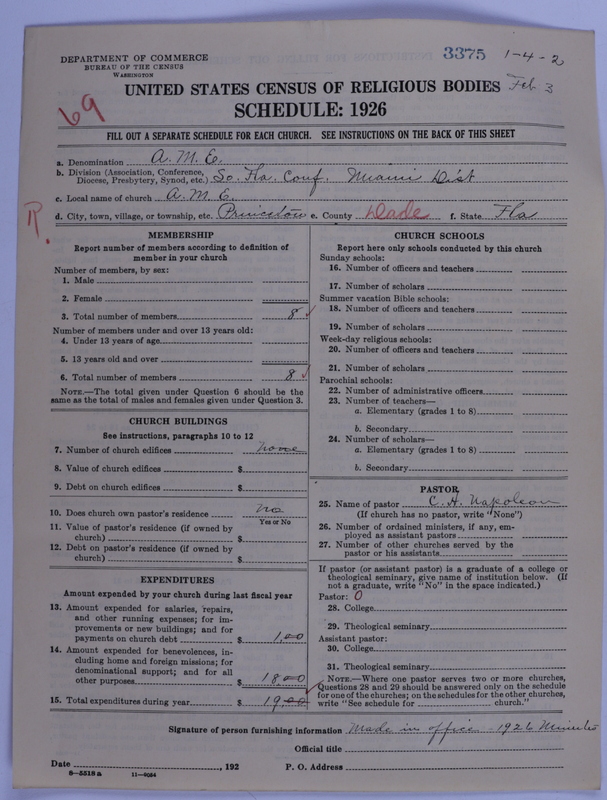 DEPARTMENT OF COMMERCE
BUREAU OF THE CENSUS
WASHINGTON
3375
1-4-2
UNITED STATES CENSUS OF RELIGIOUS BODIES
Feb 3
69
SCHEDULE: 1926
FILL OUT A SEPARATE SCHEDULE FOR EACH CHURCH. SEE INSTRUCTIONS ON THE BACK OF THIS SHEET
a. Denomination A. M. E.
b. Division (Association, Conference,
Diocese, Presbytery, Synod, etc.) So. Fla. Conf. Miami Dist
c. Local name of church A. M. E.
R.
d. City, town, village, or township, etc. Princeton e. County Dade f. State Fla
MEMBERSHIP
Report number of members according to definition of
member in your church
Number of members, by sex:
1. Male
2. Female
3. Total number of members 8 ✓
Number of members under and over 13 years old:
4. Under 13 years of age
5. 13 years old and over
6. Total number of members 8 ✓
NOTE.—The total given under Question 6 should be
same as the total of males and females given under Question 3.
CHURCH BUILDINGS
See instructions, paragraphs 10 to 12
7. Number of church edifices None
8. Value of church edifices $
9. Debt on church edifices $
10. Does church own pastor's residence No
Yes or No
11. Value of pastor's residence (if owned by
church) $
12. Debt on pastor's residence (if owned by
church) $
EXPENDITURES
Amount expended by your church during last fiscal year
13. Amount expended for salaries, repairs,
and other running expenses; for im-
provements or new buildings; and for
payments on church debt $ 1.00
14. Amount expended for benevolences, in-
cluding home and foreign missions; for
denominational support; and for all
other purposes $ 18.00
15. Total expenditures during year $ 19.00 ✓
CHURCH SCHOOLS
Report here only schools conducted by this church
Sunday schools:
16. Number of officers and teachers
17. Number of scholars
Summer vacation Bible schools:
18. Number of officers and teachers
19. Number of scholars
Week-day religious schools:
20. Number of officers and teachers
21. Number of scholars
Parochial schools:
22. Number of administrative officers
23. Number of teachers—
a. Elementary (grades 1 to 8)
b. Secondary
24. Number of scholars—
a. Elementary (grades 1 to 8)
b. Secondary
PASTOR
25. Name of pastor C. H. Napoleon
(If church has no pastor, write "None")
26. Number of ordained ministers, if any, em-
ployed as assistant pastors
27. Number of other churches served by the
pastor or his assistants
If pastor (or assistant pastor) is a graduate of a college or
theological seminary, give name of institution below. (If
not a graduate, write "No" in the space indicated.)
Pastor: 0
28. College
29. Theological seminary
Assistant pastor:
30. College
31. Theological seminary
NOTE.—Where one pastor serves two or more churches,
Questions 28 and 29 should be answered only on the schedule
for one of the churches; on the schedules for the other churches,
write "See schedule for church."
Signature of person furnishing information Made in office 1926 Minutes
Official title
Date , 192 P. O. Address
8-5518 a 11-9084